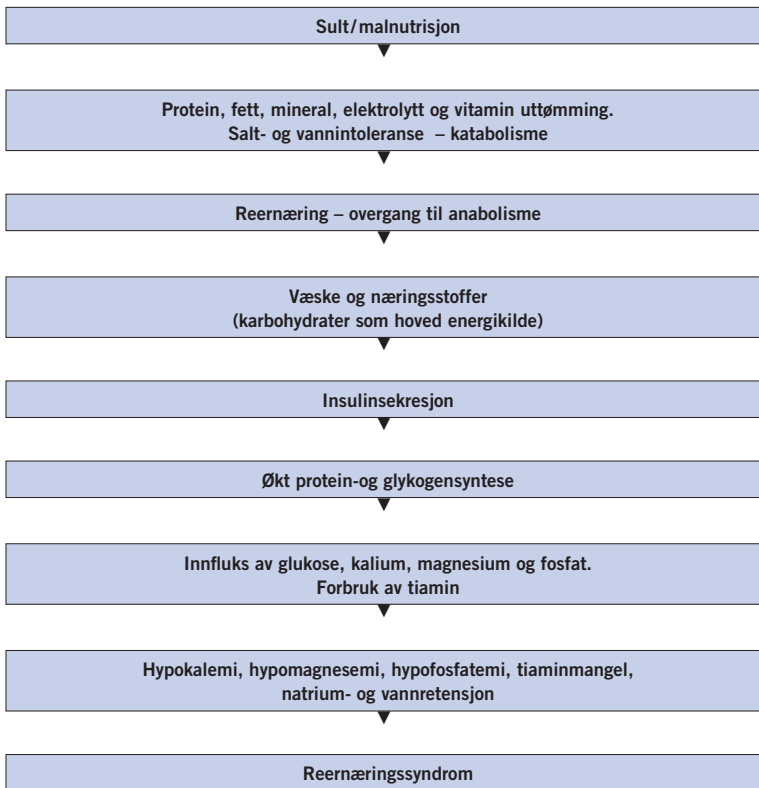 Sult/malnutrisjon
Protein, fett, mineral, elektrolytt og vitamin uttømming.
Salt- og vannintoleranse – katabolisme
Reernæring – overgang til anabolisme
Væske og næringsstoffer
(karbohydrater som hoved energikilde)
Insulinsekresjon
Økt protein-og glykogensyntese
Innfluks av glukose, kalium, magnesium og fosfat.
Forbruk av tiamin
Hypokalemi, hypomagnesemi, hypofosfatemi, tiaminmangel,
natrium- og vannretensjon
Reernæringssyndrom